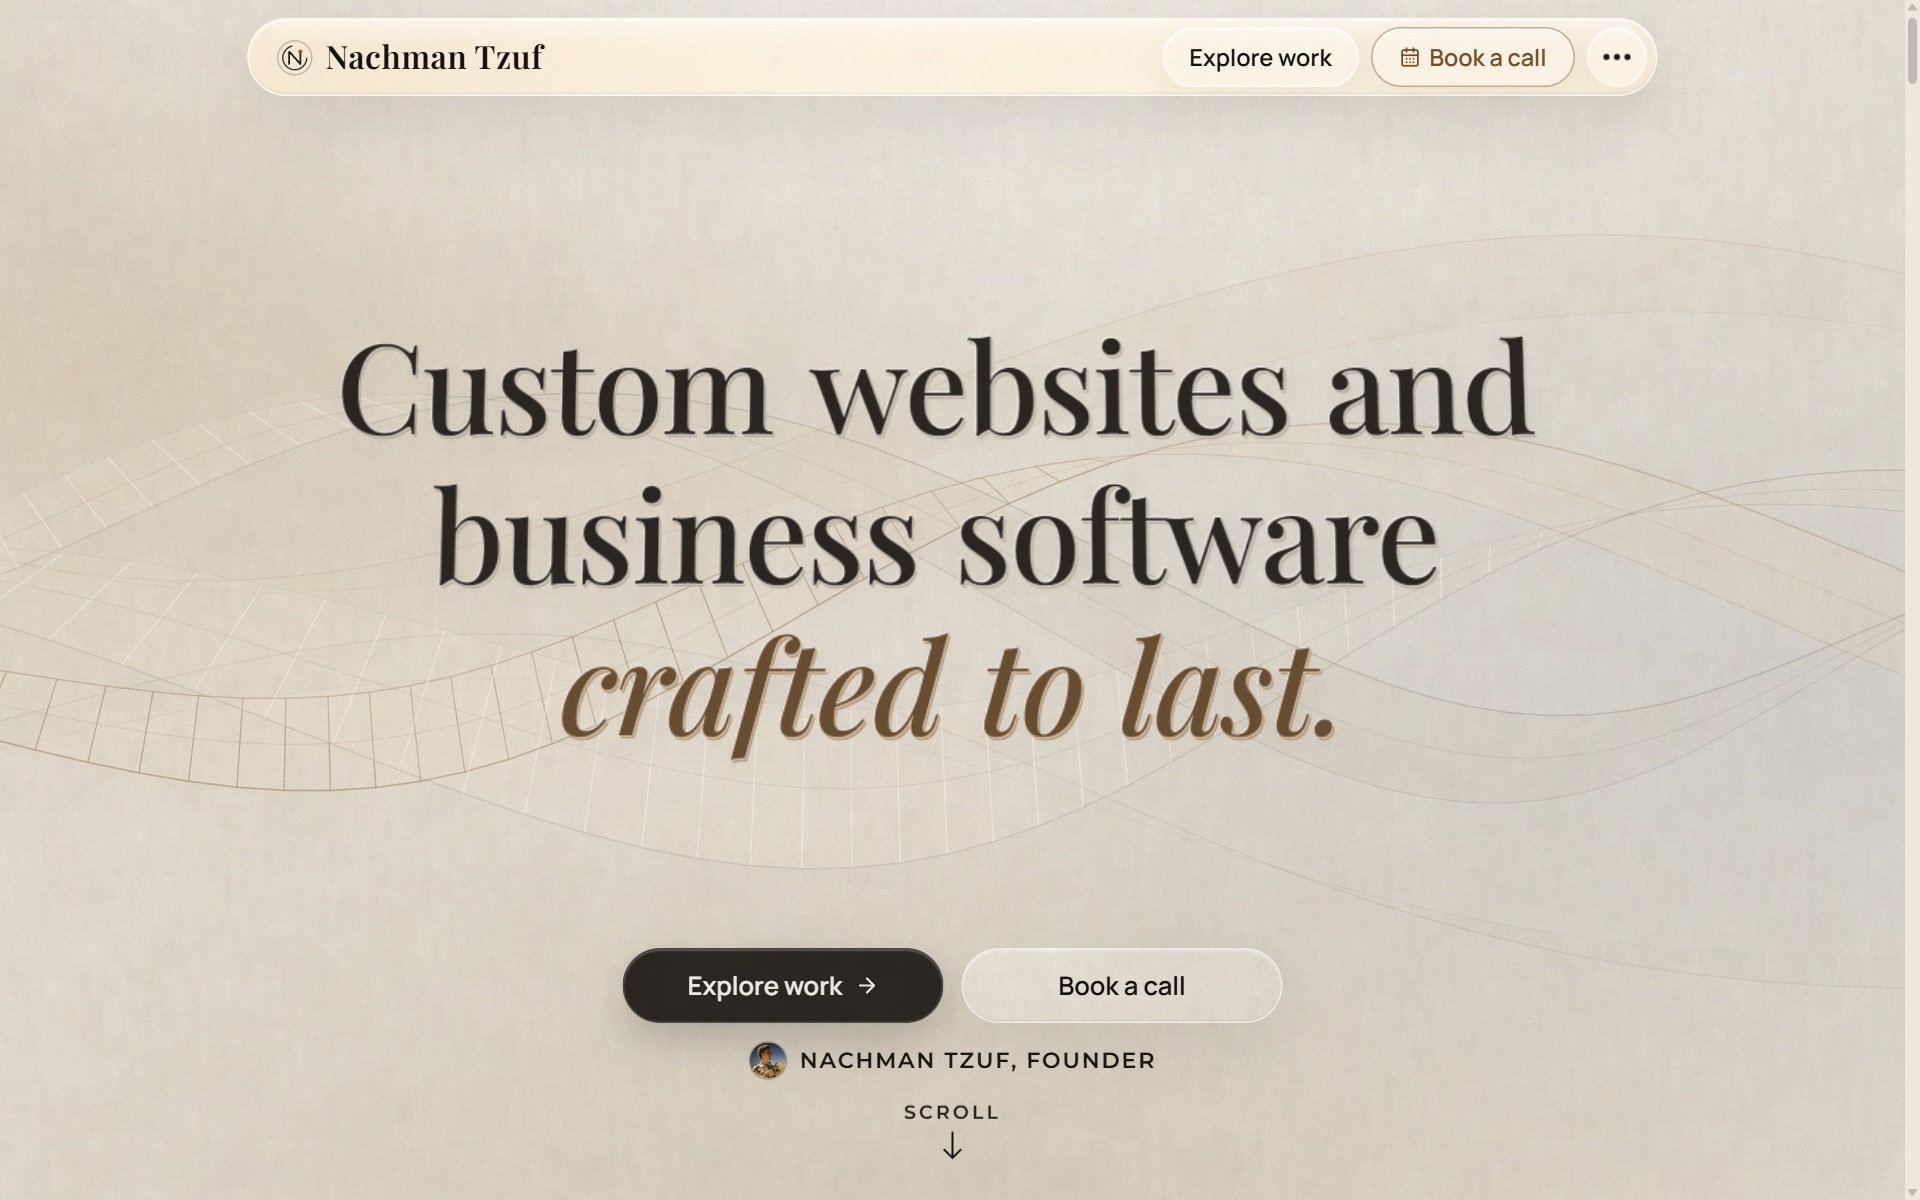 Nachman Tzuf
Explore work
Book a call
Custom websites and
business software
crafted to last.
Explore work
Book a call
NACHMAN TZUF, FOUNDER
SCROLL